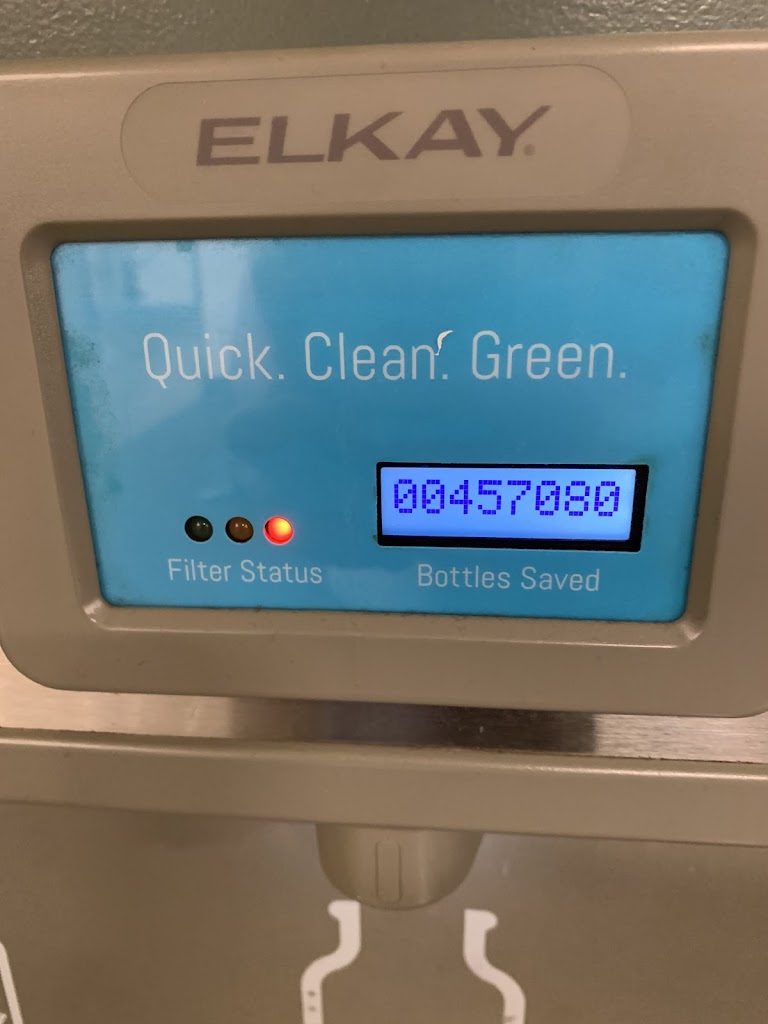 ELKAY
Quick. Clean. Green.
00457080
Filter Status
Bottles Saved